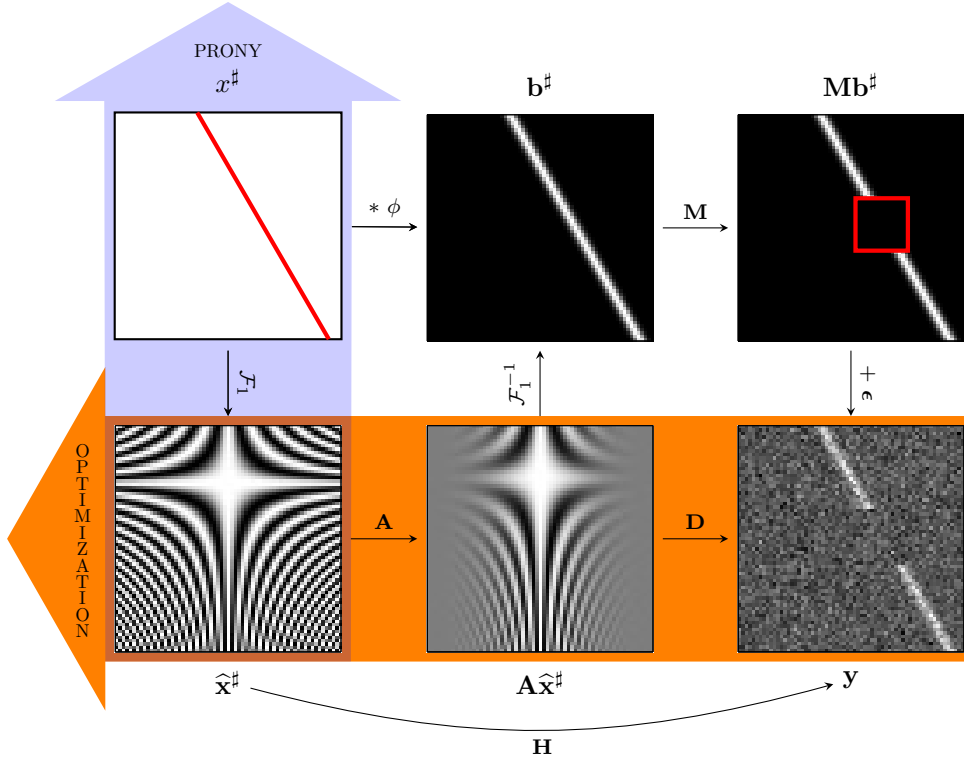 PRONY
x♯
b♯
Mb♯
∗ ϕ
M
ℱ₁
ℱ₁⁻¹
+ ϵ
OPTIMIZATION
A
D
x̂♯
Ax̂♯
y
H